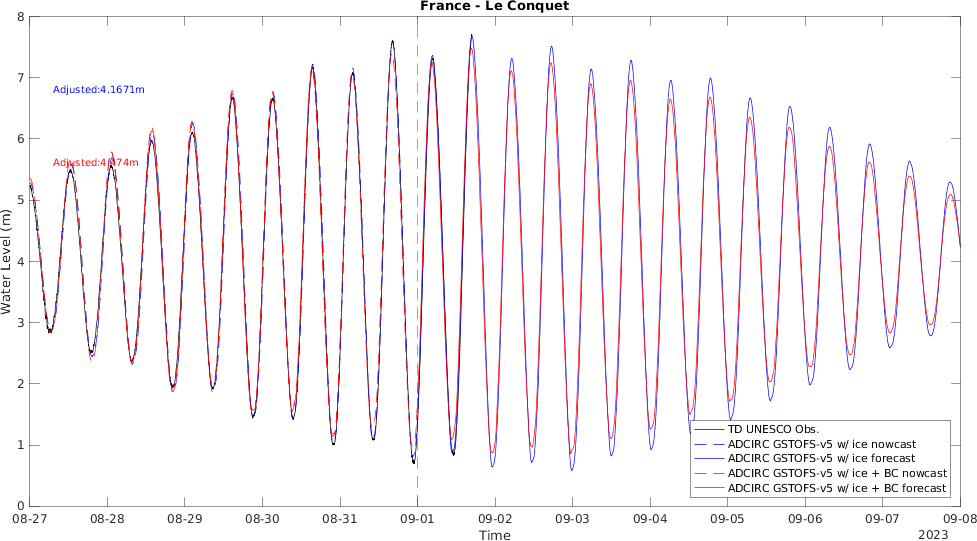 France - Le Conquet
8
7
6
5
4
3
2
1
0
Water Level (m)
Adjusted:4.1671m
08-27
08-28
08-29
08-30
08-31
09-01
09-02
09-03
09-04
09-05
09-06
09-07
09-08
Time
2023
TD UNESCO Obs.
ADCIRC GSTOFS-v5 w/ ice nowcast
ADCIRC GSTOFS-v5 w/ ice forecast
ADCIRC GSTOFS-v5 w/ ice + BC nowcast
ADCIRC GSTOFS-v5 w/ ice + BC forecast